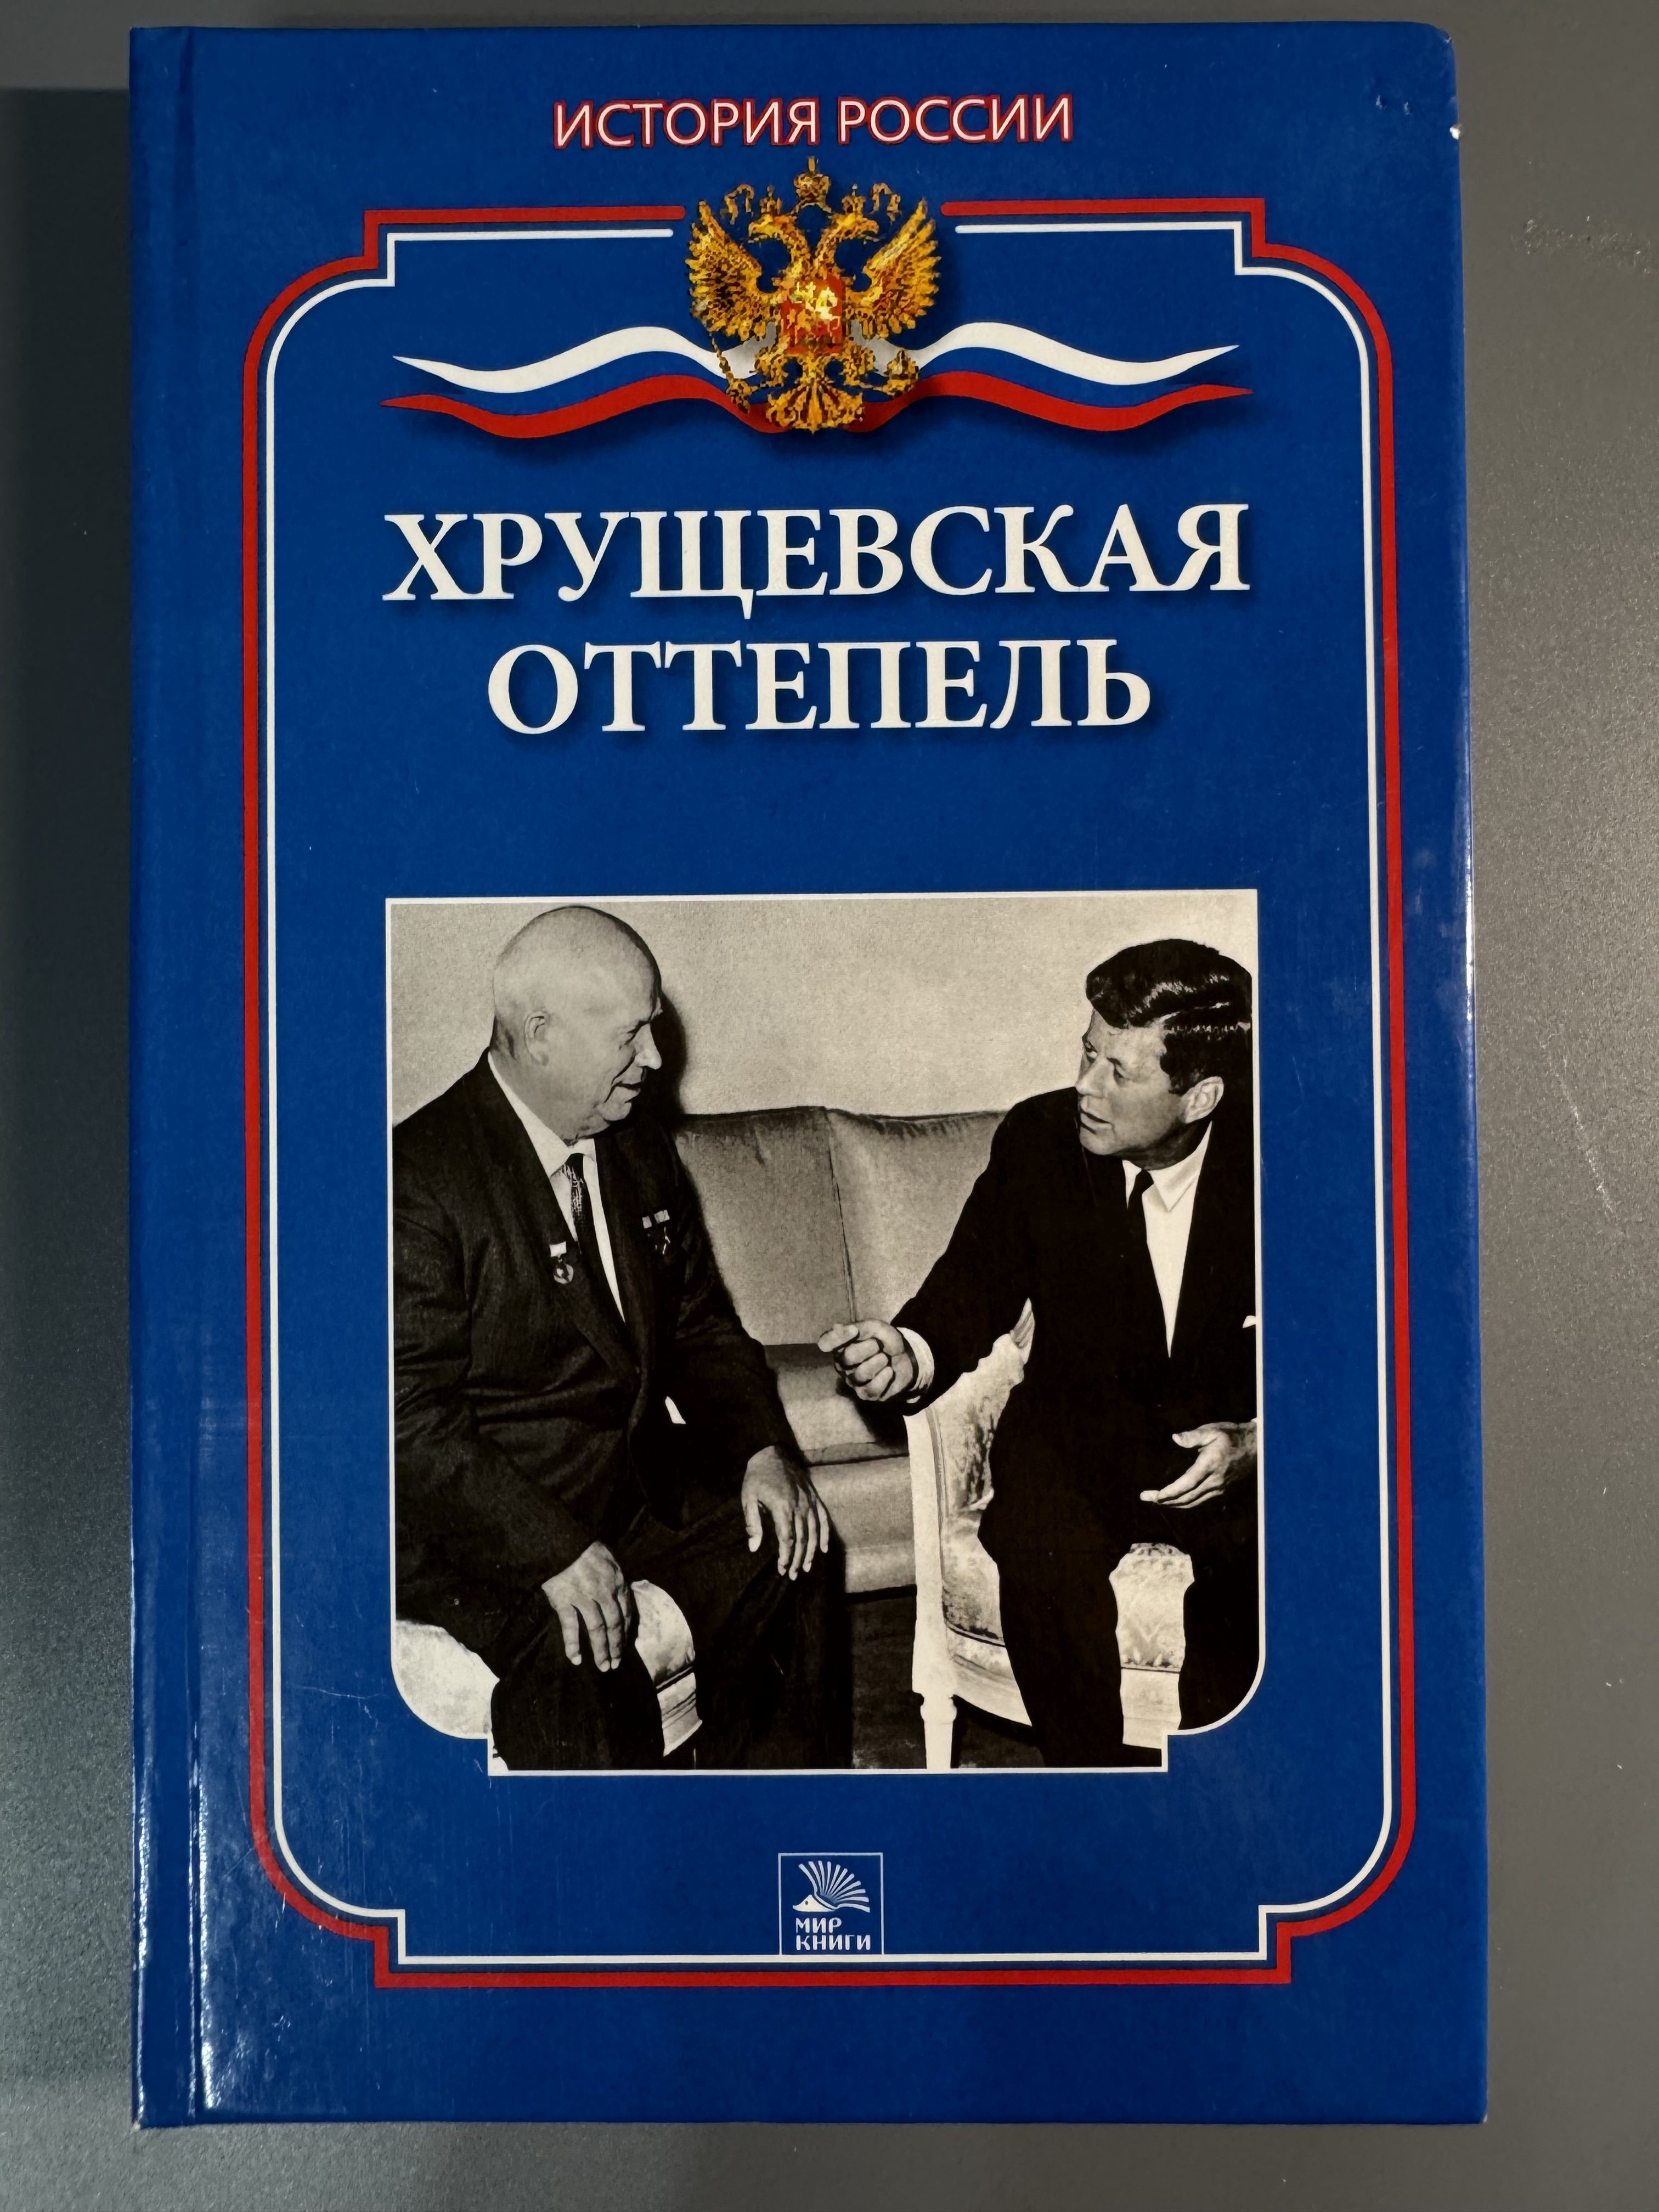 ИСТОРИЯ РОССИИ
ХРУЩЕВСКАЯ
ОТТЕПЕЛЬ
МИР
КНИГИ